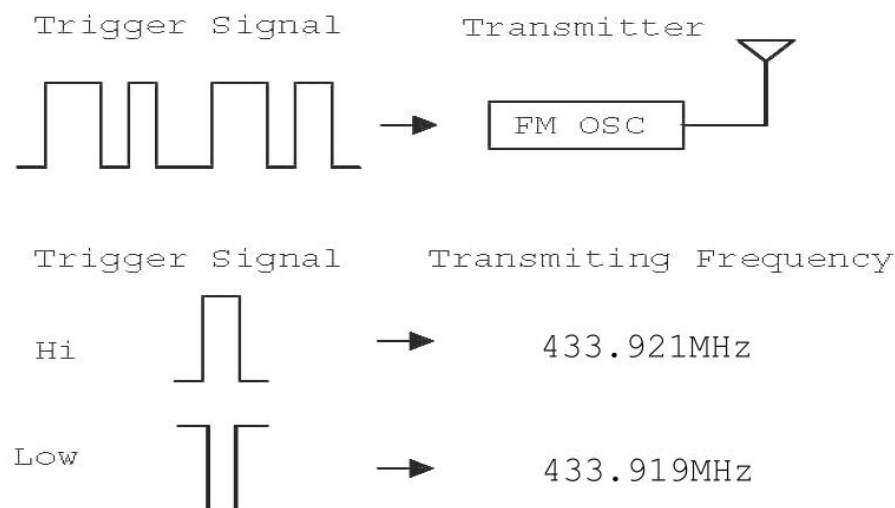 Trigger Signal Transmitter
FM OSC
Trigger Signal Transmiting Frequency
Hi 433.921MHz
Low 433.919MHz